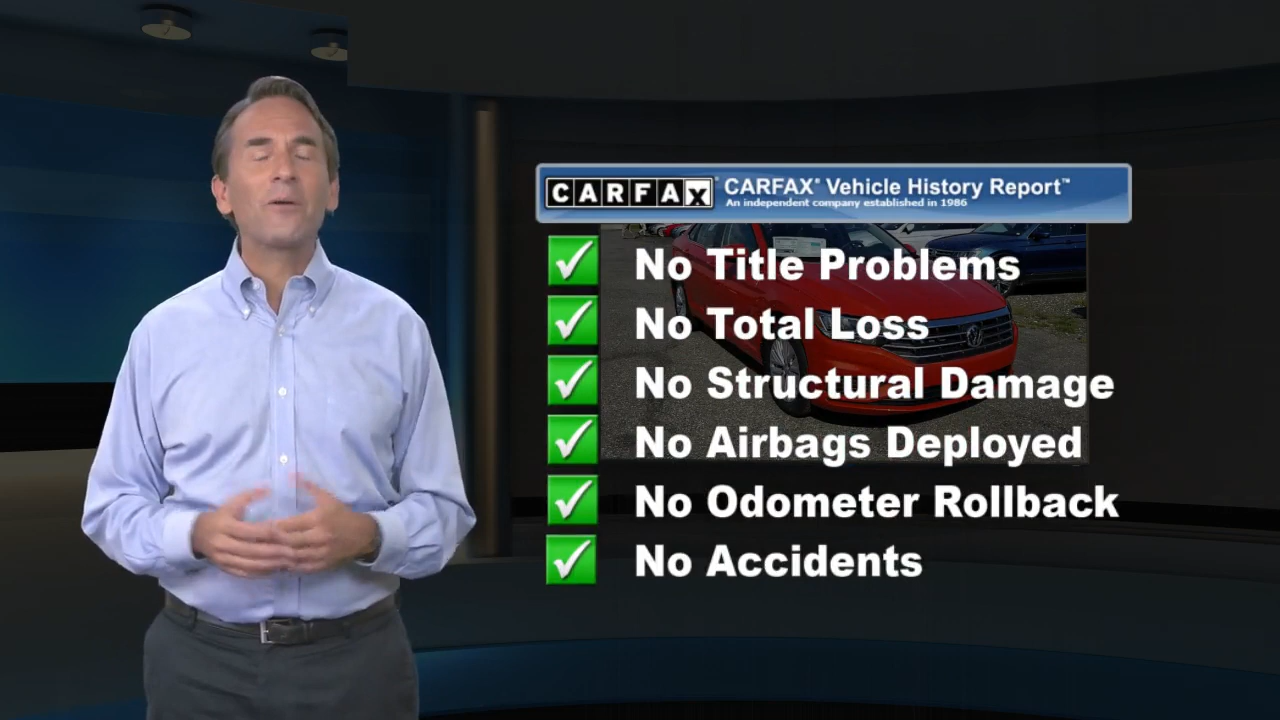 CARFAX
CARFAX® Vehicle History Report™
An independent company established in 1986
No Title Problems
No Total Loss
No Structural Damage
No Airbags Deployed
No Odometer Rollback
No Accidents